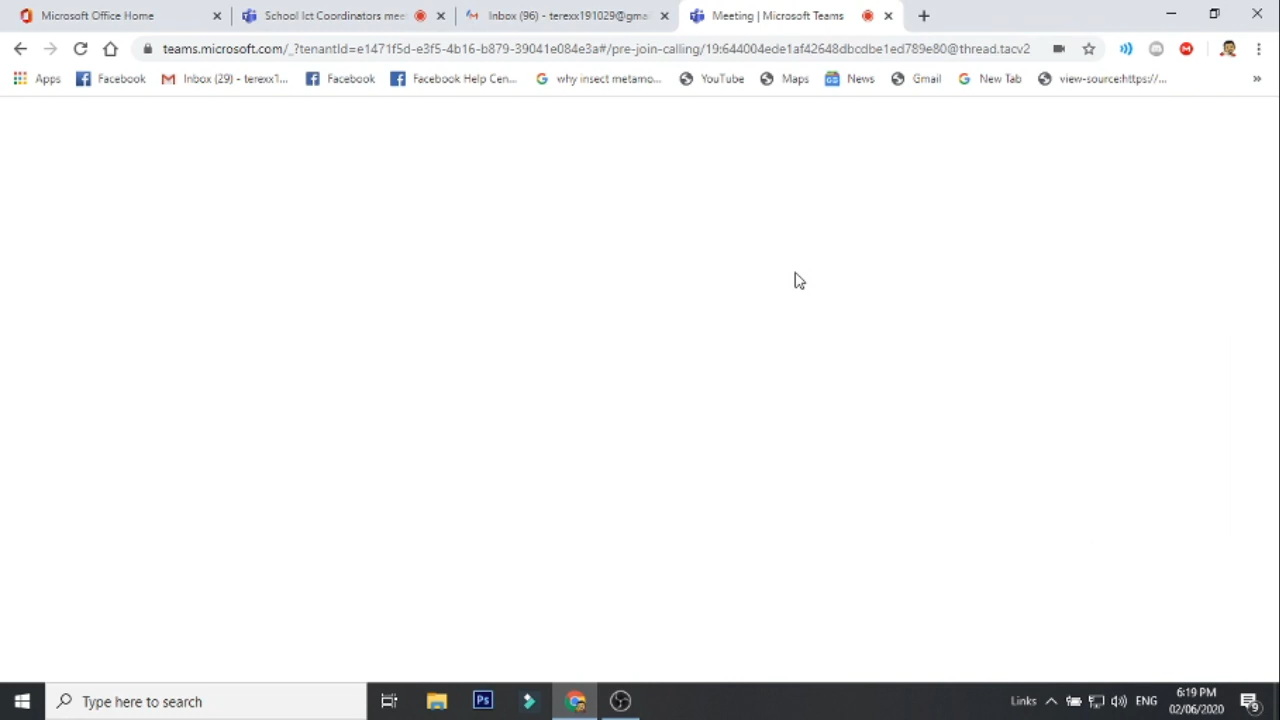 Microsoft Office Home
School Ict Coordinators mee
Inbox (96) - terexx191029@gma
Meeting | Microsoft Teams
teams.microsoft.com/_?tenantId=e1471f5d-e3f5-4b16-b879-39041e084e3a#/pre-join-calling/19:644004ede1af42648dbcdbe1ed789e80@thread.tacv2
Apps
Facebook
Inbox (29) - terexx1...
Facebook
Facebook Help Cen...
why insect metamo...
YouTube
Maps
News
Gmail
New Tab
view-source:https://...
»
Type here to search
Ps
Links
ENG
6:19 PM
02/06/2020
9